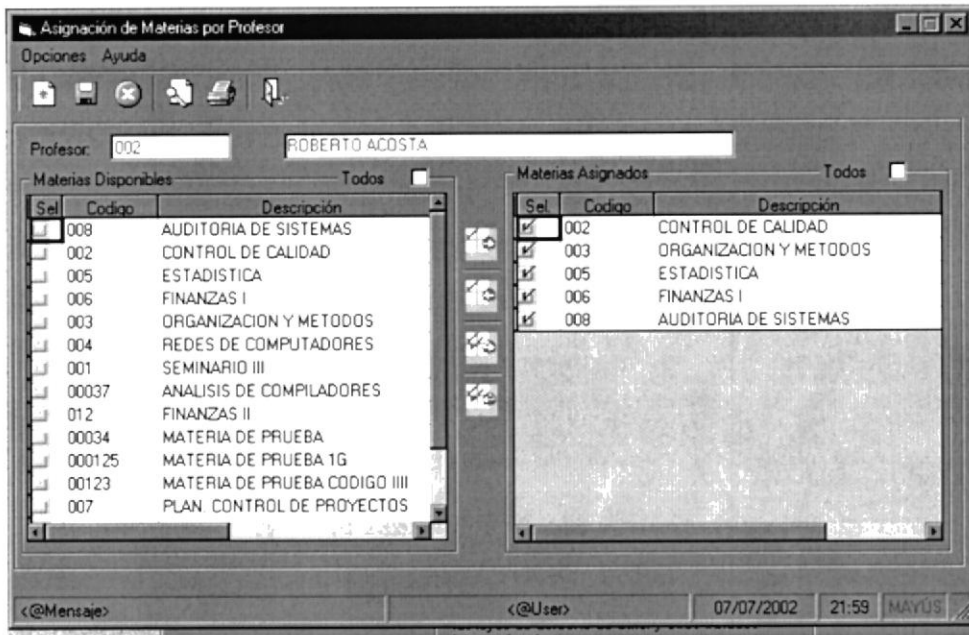 Asignación de Materias por Profesor
Opciones Ayuda
Profesor: 002 ROBERTO ACOSTA
Materias Disponibles Todos
Sel Codigo Descripción
008 AUDITORIA DE SISTEMAS
002 CONTROL DE CALIDAD
005 ESTADISTICA
006 FINANZAS I
003 ORGANIZACION Y METODOS
004 REDES DE COMPUTADORES
001 SEMINARIO III
00037 ANALISIS DE COMPILADORES
012 FINANZAS II
00034 MATERIA DE PRUEBA
000125 MATERIA DE PRUEBA 1G
00123 MATERIA DE PRUEBA CODIGO IIII
007 PLAN. CONTROL DE PROYECTOS
Materias Asignados Todos
Sel. Codigo Descripción
002 CONTROL DE CALIDAD
003 ORGANIZACION Y METODOS
005 ESTADISTICA
006 FINANZAS I
008 AUDITORIA DE SISTEMAS
<@Mensaje> <@User> 07/07/2002 21:59 MAYÚS